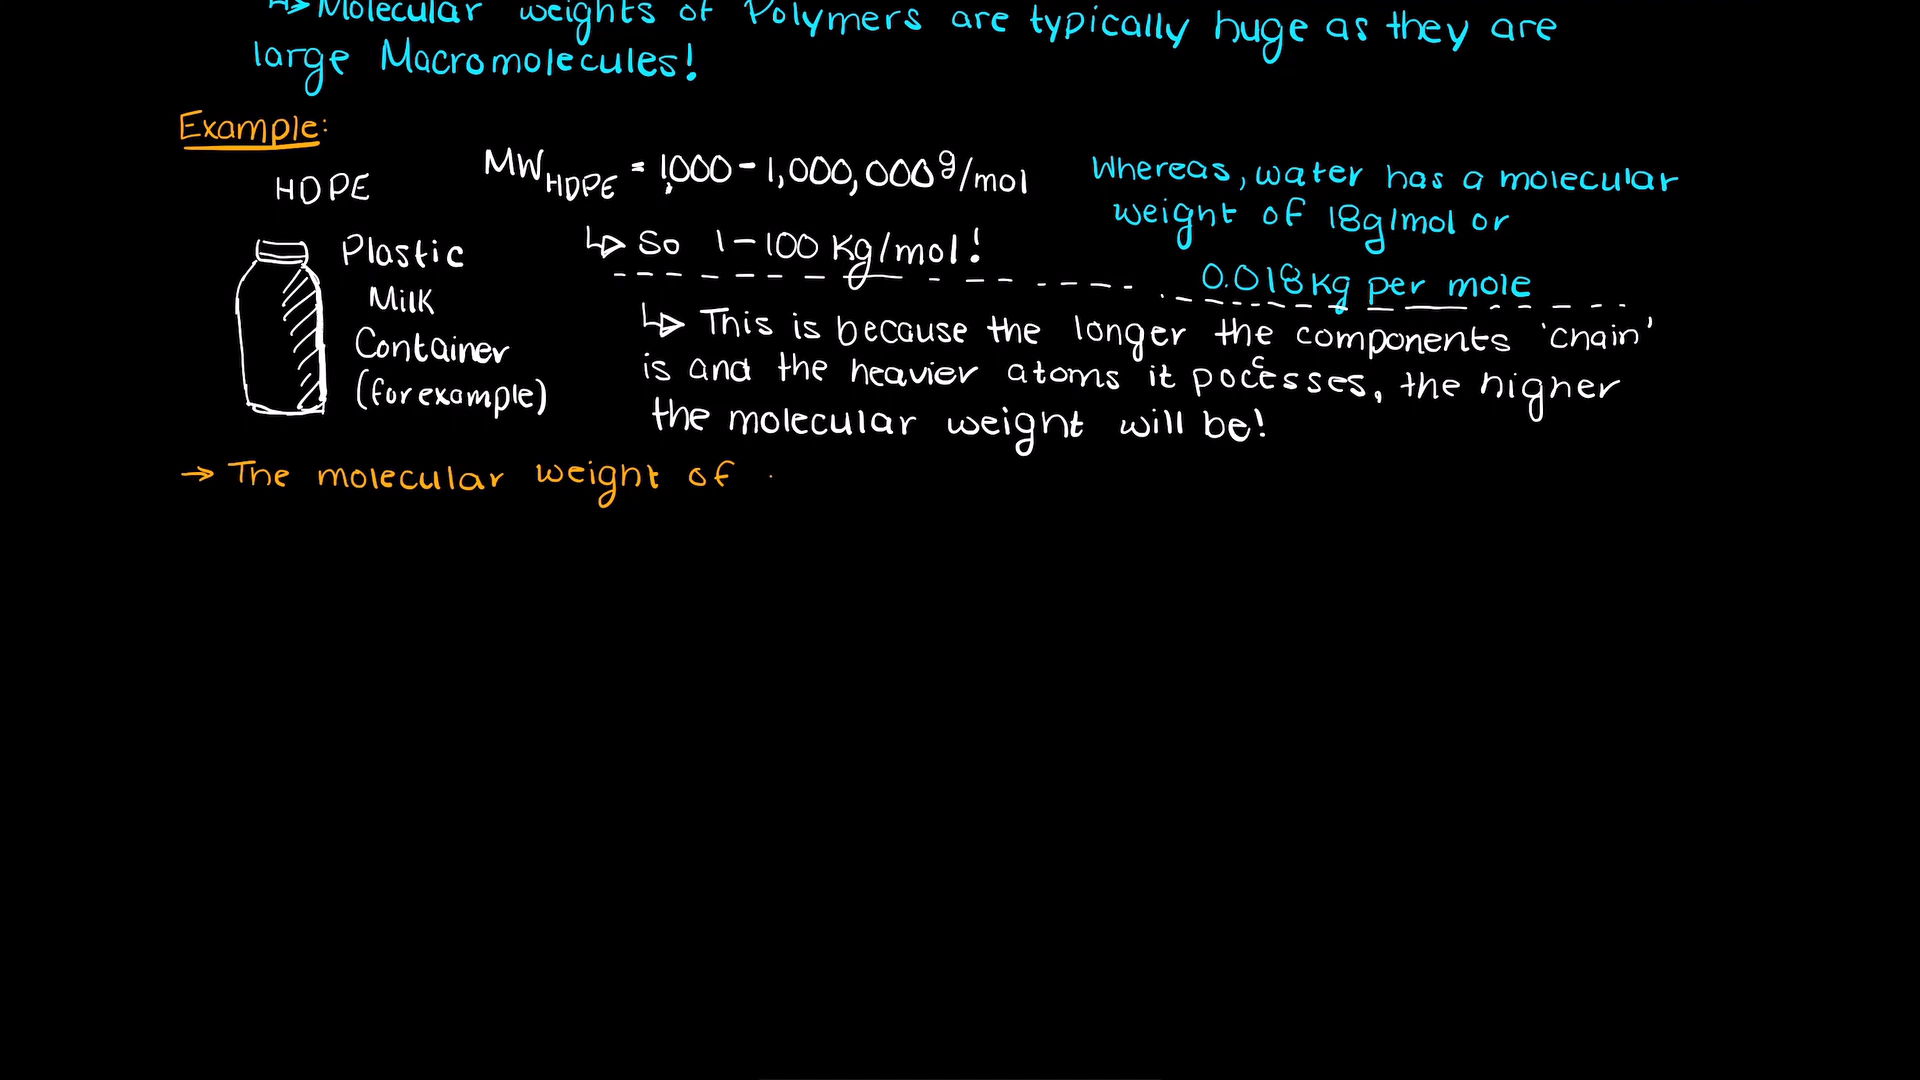 ↳ Molecular weights of Polymers are typically huge as they are
large Macromolecules!
Example:
HDPE
MW HDPE = 1,000 - 1,000,000 g/mol
Whereas, water has a molecular
weight of 18g/mol or
0.018 kg per mole
↳ So 1-100 kg/mol!
Plastic
Milk
Container
(for example)
↳ This is because the longer the components 'chain'
is and the heavier atoms it pocesses, the higher
the molecular weight will be!
→ The molecular weight of